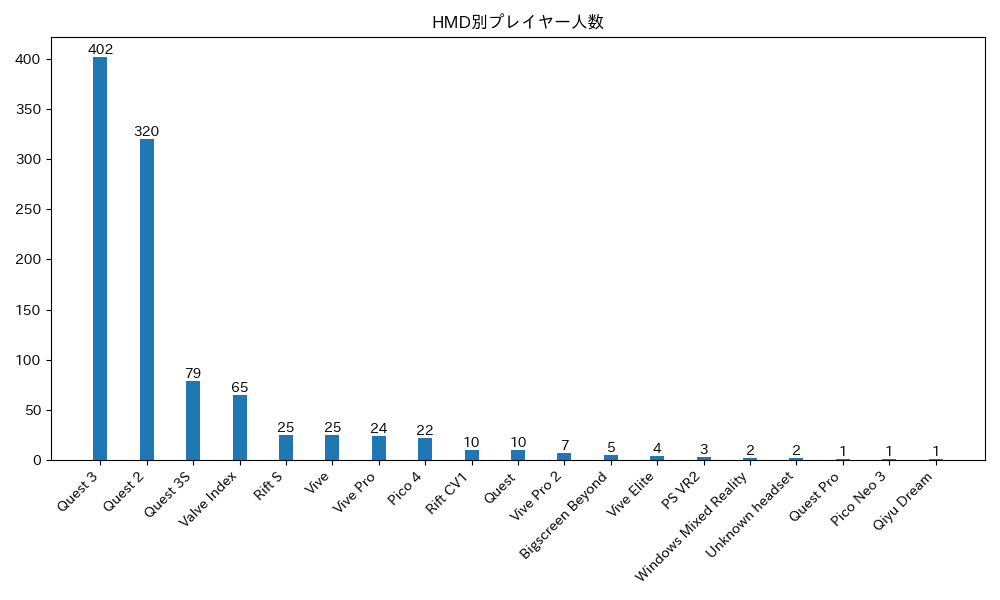 HMD別プレイヤー人数
400
350
300
250
200
150
100
50
0
402
320
79
65
25
25
24
22
10
10
7
5
4
3
2
2
1
1
1
Quest 3
Quest 2
Quest 3S
Valve Index
Rift S
Vive
Vive Pro
Pico 4
Rift CV1
Quest
Vive Pro 2
Bigscreen Beyond
Vive Elite
PS VR2
Windows Mixed Reality
Unknown headset
Quest Pro
Pico Neo 3
Qiyu Dream